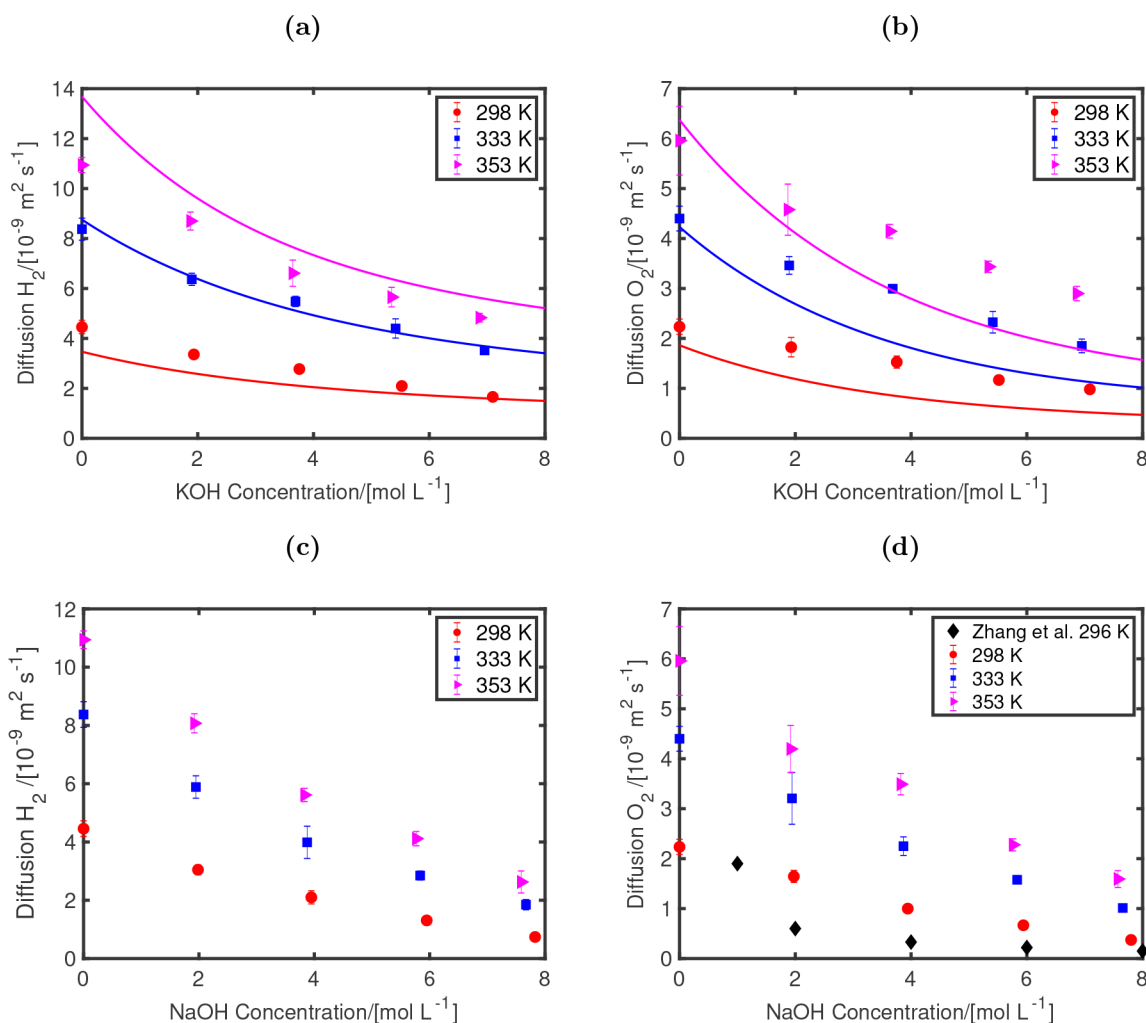 (a)
Diffusion H2/[10-9 m2 s-1]
14
12
10
8
6
4
2
0
0 2 4 6 8
KOH Concentration/[mol L-1]
298 K
333 K
353 K
(b)
Diffusion O2/[10-9 m2 s-1]
7
6
5
4
3
2
1
0
0 2 4 6 8
KOH Concentration/[mol L-1]
298 K
333 K
353 K
(c)
Diffusion H2/[10-9 m2 s-1]
12
10
8
6
4
2
0
0 2 4 6 8
NaOH Concentration/[mol L-1]
298 K
333 K
353 K
(d)
Diffusion O2/[10-9 m2 s-1]
7
6
5
4
3
2
1
0
0 2 4 6 8
NaOH Concentration/[mol L-1]
Zhang et al. 296 K
298 K
333 K
353 K